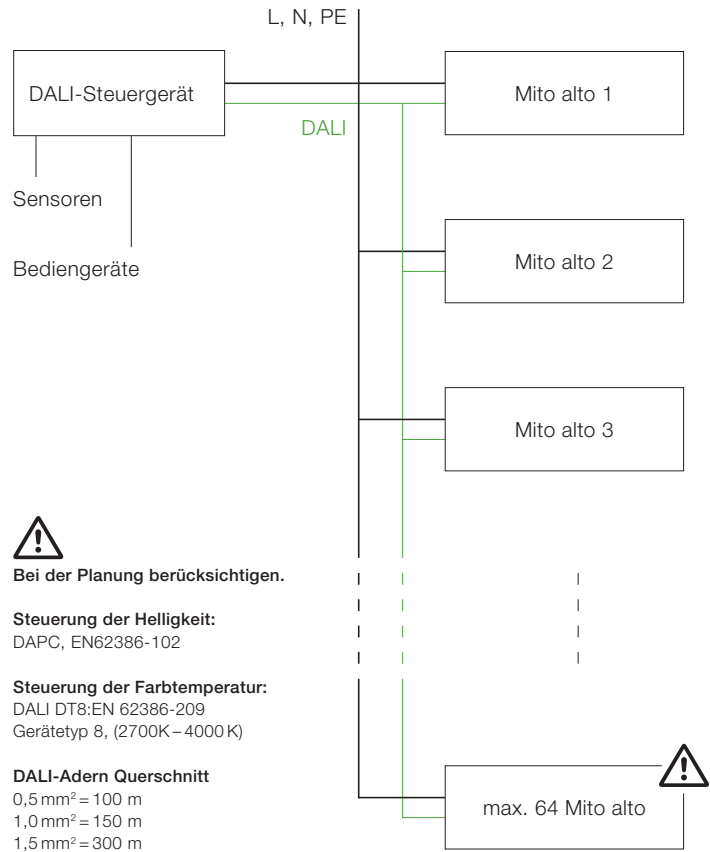 L, N, PE
DALI-Steuergerät
Mito alto 1
DALI
Sensoren
Bediengeräte
Mito alto 2
Mito alto 3
Bei der Planung berücksichtigen.
Steuerung der Helligkeit:
DAPC, EN62386-102
Steuerung der Farbtemperatur:
DALI DT8:EN 62386-209
Gerätetyp 8, (2700K–4000 K)
DALI-Adern Querschnitt
0,5 mm² = 100 m
1,0 mm² = 150 m
1,5 mm² = 300 m
max. 64 Mito alto